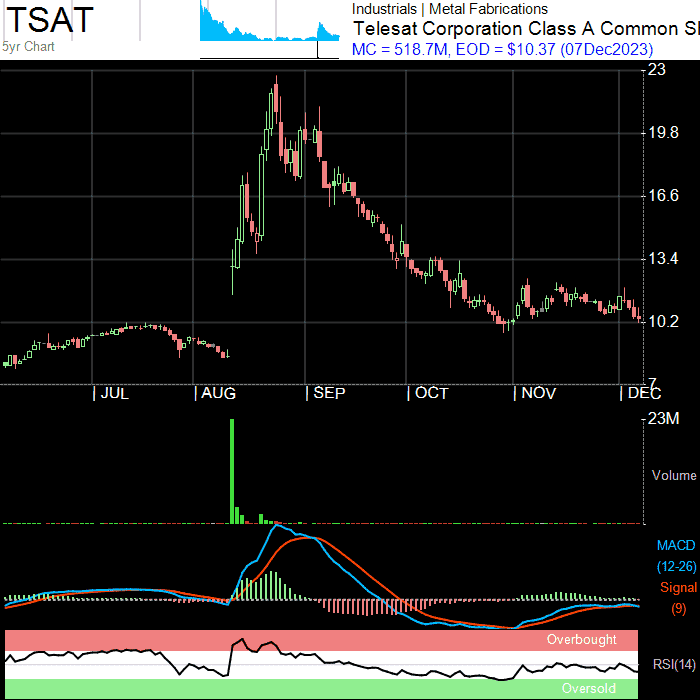 TSAT
5yr Chart
Industrials | Metal Fabrications
Telesat Corporation Class A Common S
MC = 518.7M, EOD = $10.37 (07Dec2023)
23
19.8
16.6
13.4
10.2
7
JUL
AUG
SEP
OCT
NOV
DEC
23M
Volume
MACD
(12-26)
Signal
(9)
Overbought
RSI(14)
Oversold